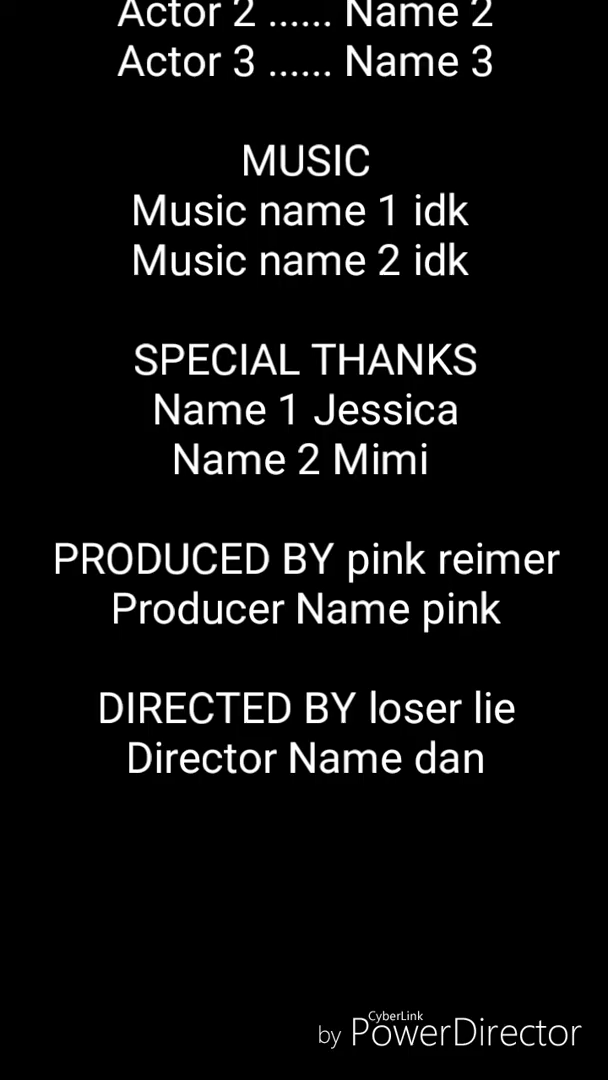 Actor 2 ...... Name 2
Actor 3 ...... Name 3
MUSIC
Music name 1 idk
Music name 2 idk
SPECIAL THANKS
Name 1 Jessica
Name 2 Mimi
PRODUCED BY pink reimer
Producer Name pink
DIRECTED BY loser lie
Director Name dan
CyberLink
by PowerDirector